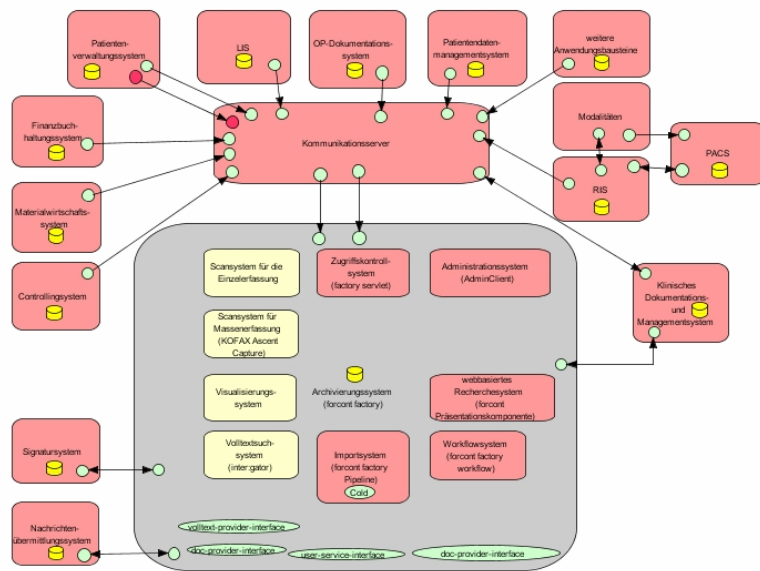 Patienten-
verwaltungssystem
LIS
OP-Dokumentations-
system
Patientendaten-
managementsystem
weitere
Anwendungsbausteine
Finanzbuch-
haltungssystem
Kommunikationsserver
Modalitäten
PACS
RIS
Materialwirtschafts-
system
Controllingsystem
Scansystem für die
Einzelerfassung
Zugriffskontroll-
system
(factory servlet)
Administrationssystem
(AdminClient)
Klinisches
Dokumentations-
und
Managementsystem
Scansystem für
Massenerfassung
(KOFAX Ascent
Capture)
Visualisierungs-
system
Archivierungssystem
(forcont factory)
webbasiertes
Recherchesystem
(forcont
Präsentationskomponente)
Signatursystem
Volltextsuch-
system
(inter:gator)
Importsystem
(forcont factory
Pipeline)
Cold
Workflowsystem
(forcont factory
workflow)
Nachrichten-
übermittlungssystem
volltext-provider-interface
doc-provider-interface
user-service-interface
doc-provider-interface